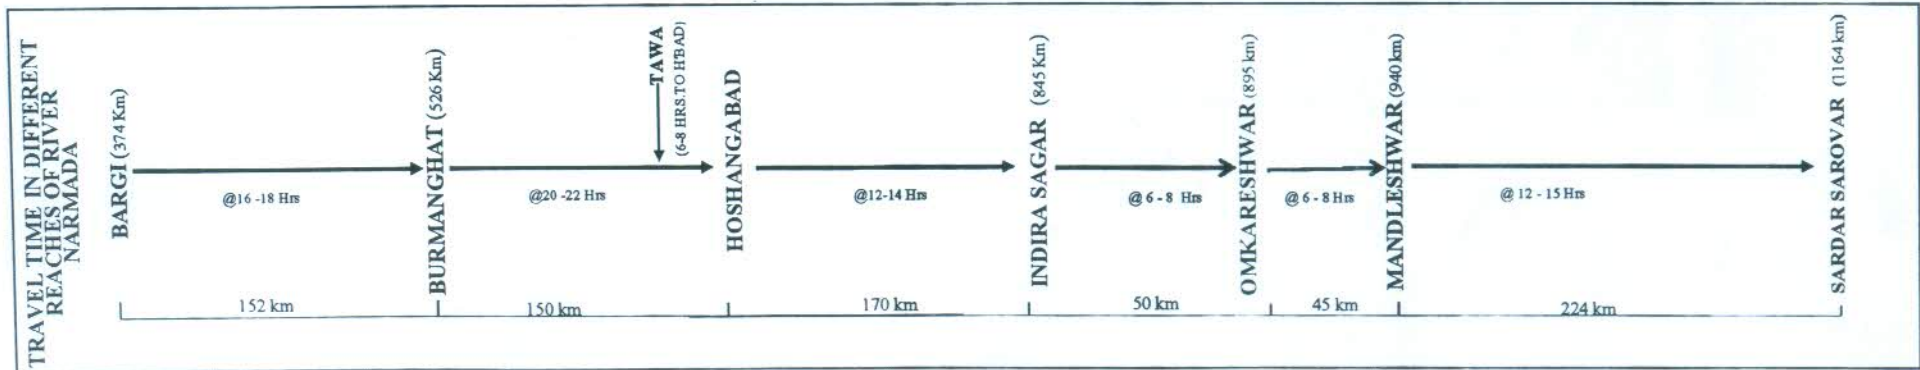 TRAVEL TIME IN DIFFERENT
REACHES OF RIVER
NARMADA
BARGI (374 Km)
@16 -18 Hrs
BURMANGHAT (526 Km)
@20 -22 Hrs
TAWA
(6-8 HRS.TO H'BAD)
HOSHANGABAD
@12-14 Hrs
INDIRA SAGAR (845 Km)
@ 6 - 8 Hrs
OMKARESHWAR (895 km)
@ 6 - 8 Hrs
MANDLESHWAR (940 km)
@ 12 - 15 Hrs
SARDAR SAROVAR (1164 km)
152 km
150 km
170 km
50 km
45 km
224 km